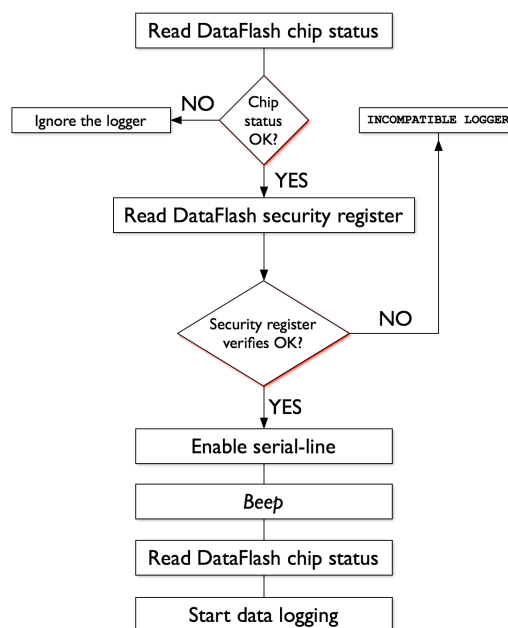 Read DataFlash chip status
NO
Chip
status
OK?
Ignore the logger
INCOMPATIBLE LOGGER
YES
Read DataFlash security register
Security register
verifies OK?
NO
YES
Enable serial-line
Beep
Read DataFlash chip status
Start data logging